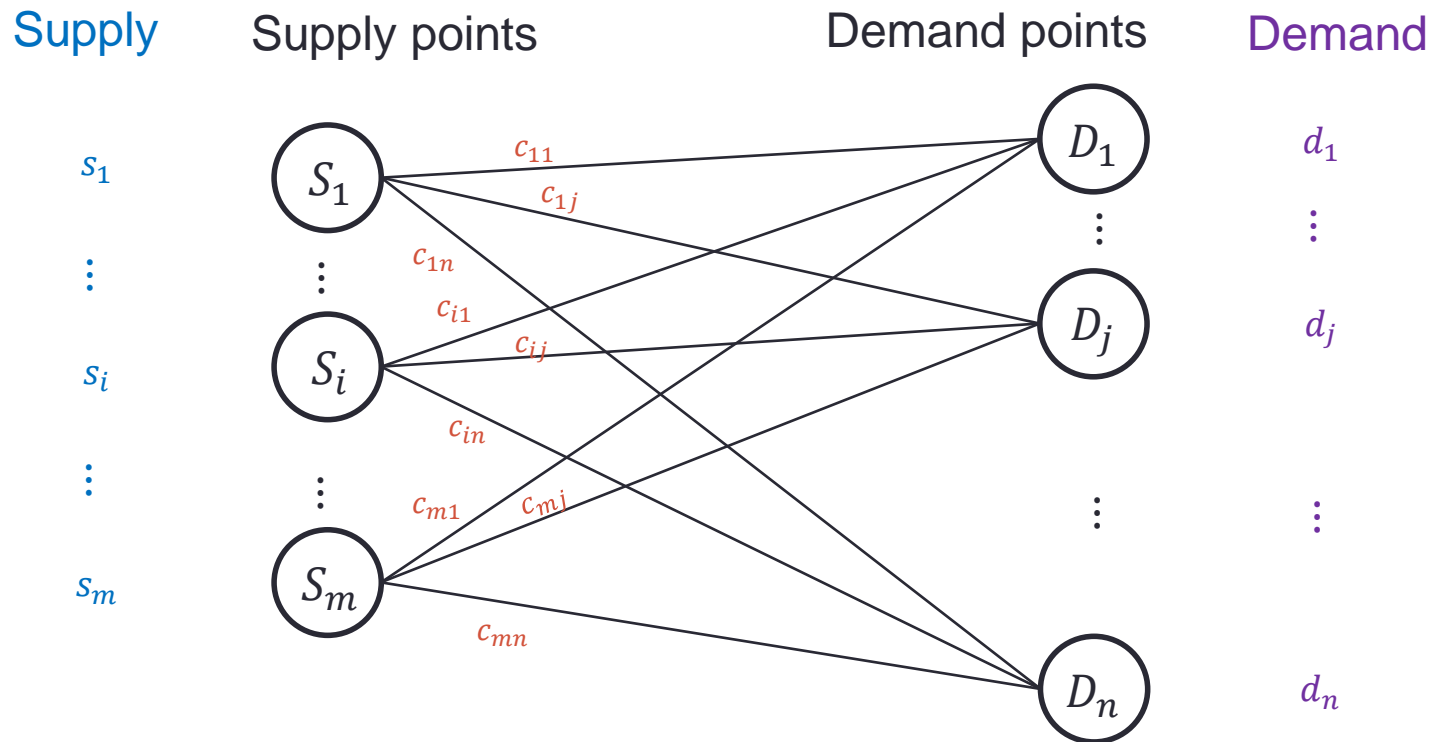 Supply Supply points Demand points Demand
s₁ S₁ c₁₁ D₁ d₁
c₁ⱼ
⋮ ⋮ c₁ₙ ⋮ ⋮
cᵢ₁
sᵢ Sᵢ cᵢⱼ Dⱼ dⱼ
cᵢₙ
⋮ ⋮ cₘ₁ cₘⱼ ⋮ ⋮
sₘ Sₘ
cₘₙ
Dₙ dₙ